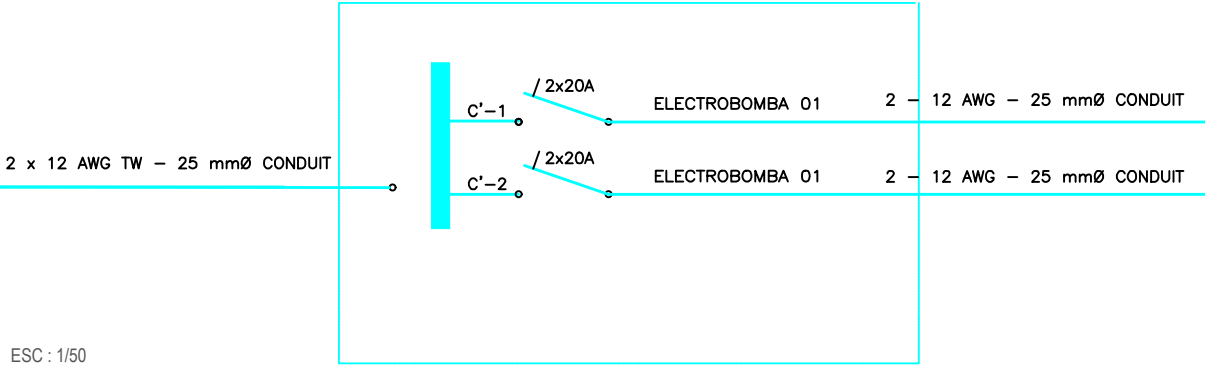 / 2x20A
C'-1
ELECTROBOMBA 01
2 - 12 AWG - 25 mmØ CONDUIT
2 x 12 AWG TW - 25 mmØ CONDUIT
/ 2x20A
C'-2
ELECTROBOMBA 01
2 - 12 AWG - 25 mmØ CONDUIT
ESC : 1/50